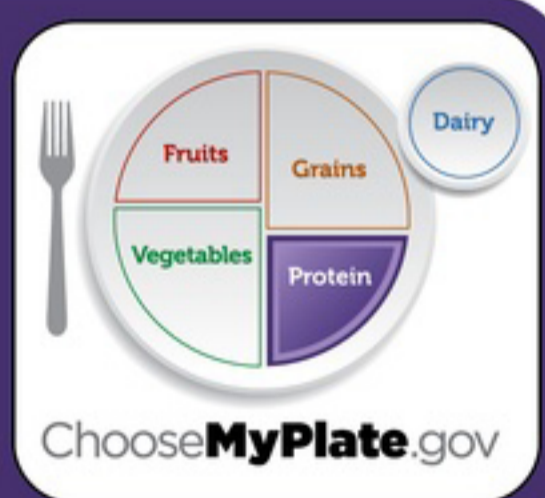 Dairy
Fruits
Grains
Vegetables
Protein
ChooseMyPlate.gov